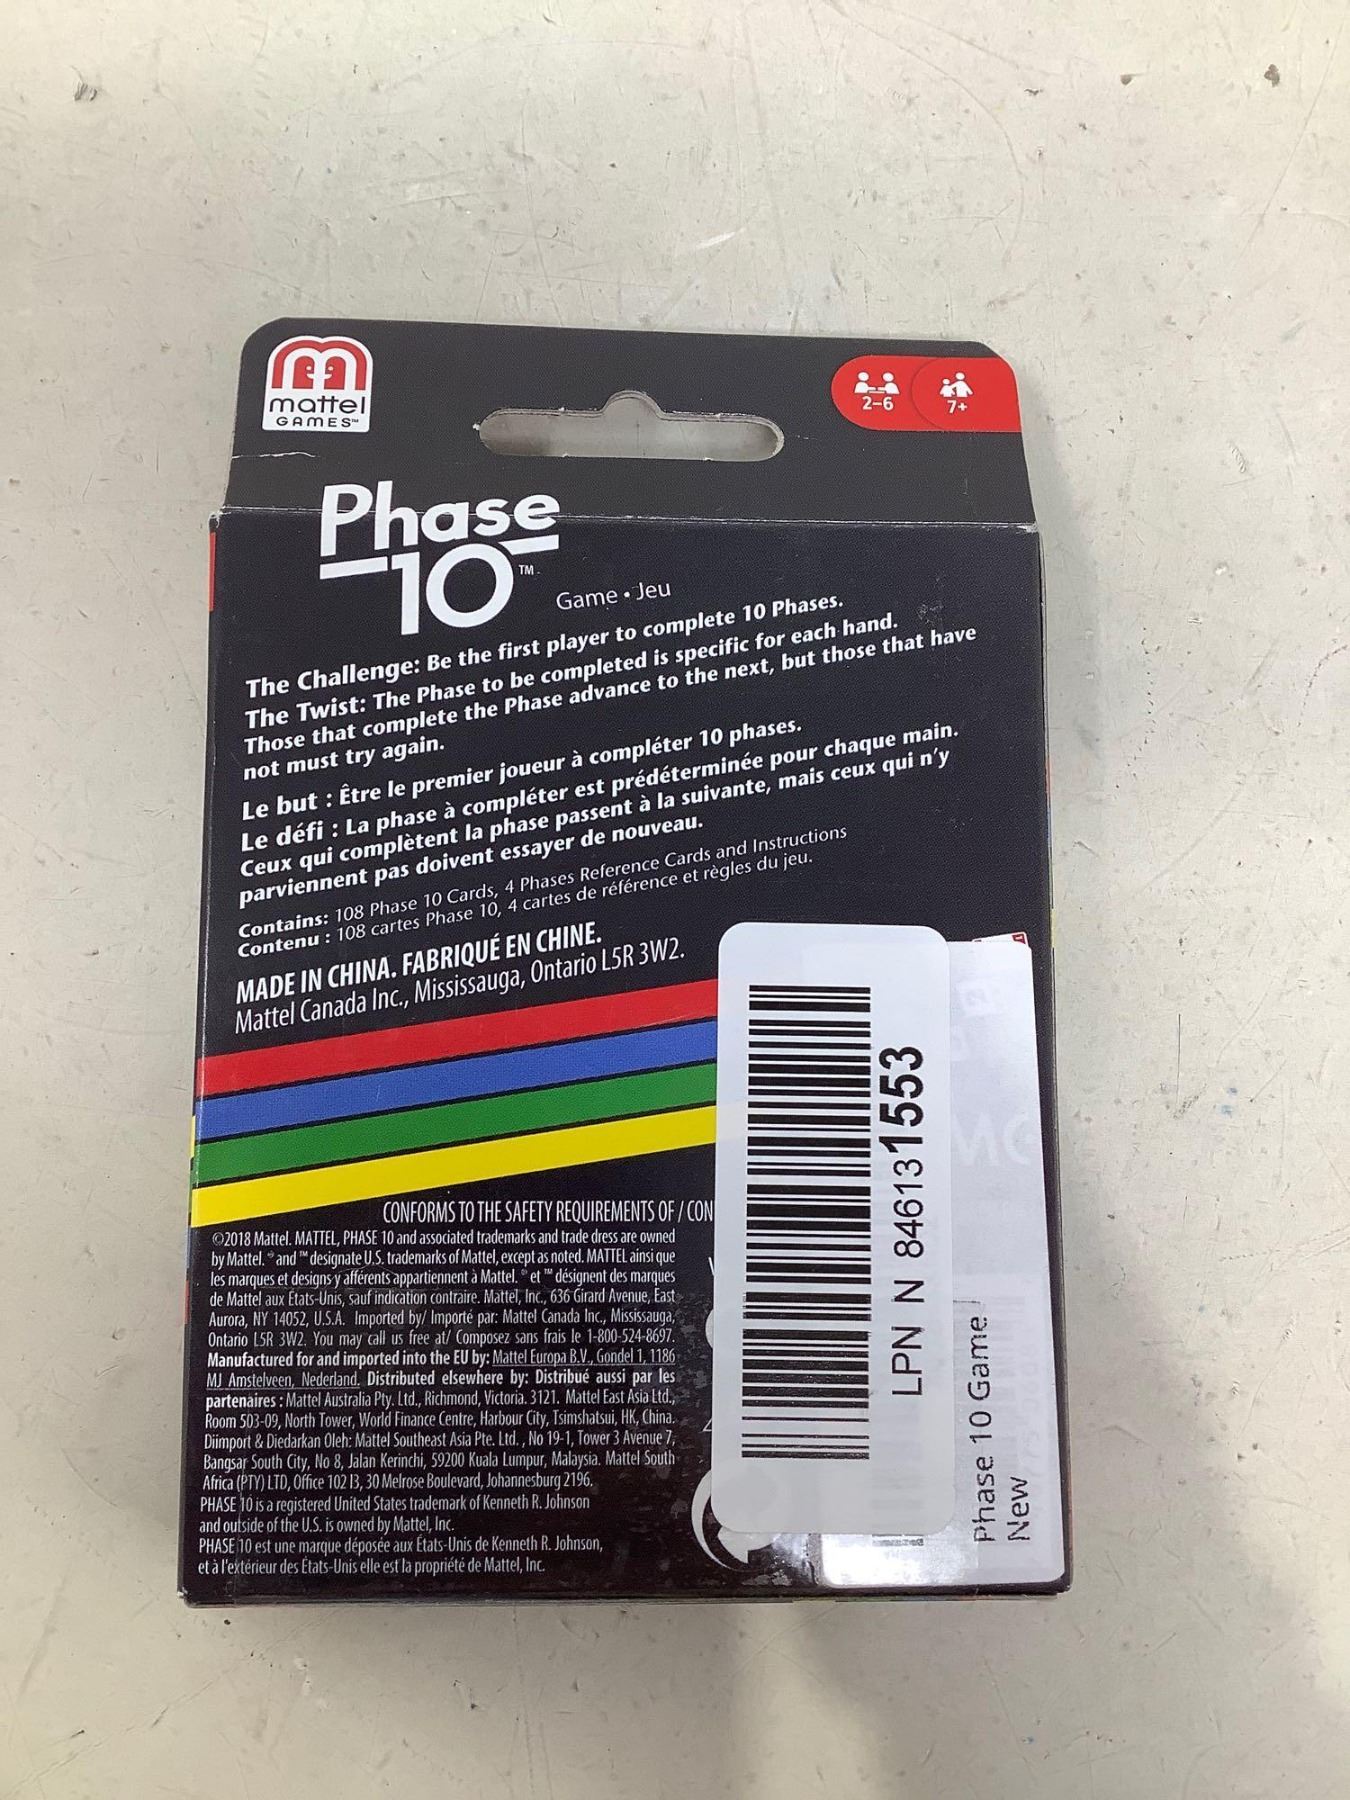 mattel
GAMES™
2-6
7+
Phase
10™
Game • Jeu
The Challenge: Be the first player to complete 10 Phases.
The Twist: The Phase to be completed is specific for each hand.
Those that complete the Phase advance to the next, but those that have
not must try again.
Le but : Être le premier joueur à compléter 10 phases.
Le défi : La phase à compléter est prédéterminée pour chaque main.
Ceux qui complètent la phase passent à la suivante, mais ceux qui n'y
parviennent pas doivent essayer de nouveau.
Contains: 108 Phase 10 Cards, 4 Phases Reference Cards and Instructions
Contenu : 108 cartes Phase 10, 4 cartes de référence et règles du jeu.
MADE IN CHINA. FABRIQUÉ EN CHINE.
Mattel Canada Inc., Mississauga, Ontario L5R 3W2.
CONFORMS TO THE SAFETY REQUIREMENTS OF / CON
©2018 Mattel. MATTEL, PHASE 10 and associated trademarks and trade dress are owned
by Mattel. ® and ™ designate U.S. trademarks of Mattel, except as noted. MATTEL ainsi que
les marques et designs y afférents appartiennent à Mattel. ® et ™ désignent des marques
de Mattel aux États-Unis, sauf indication contraire. Mattel, Inc., 636 Girard Avenue, East
Aurora, NY 14052, U.S.A. Imported by/ Importé par: Mattel Canada Inc., Mississauga,
Ontario L5R 3W2. You may call us free at/ Composez sans frais le 1-800-524-8697.
Manufactured for and imported into the EU by: Mattel Europa B.V., Gondel 1, 1186
MJ Amstelveen, Nederland. Distributed elsewhere by: Distribué aussi par les
partenaires : Mattel Australia Pty. Ltd., Richmond, Victoria. 3121. Mattel East Asia Ltd.,
Room 503-09, North Tower, World Finance Centre, Harbour City, Tsimshatsui, HK, China.
Diimport & Diedarkan Oleh: Mattel Southeast Asia Pte. Ltd. , No 19-1, Tower 3 Avenue 7,
Bangsar South City, No 8, Jalan Kerinchi, 59200 Kuala Lumpur, Malaysia. Mattel South
Africa (PTY) LTD, Office 102 I3, 30 Melrose Boulevard, Johannesburg 2196.
PHASE 10 is a registered United States trademark of Kenneth R. Johnson
and outside of the U.S. is owned by Mattel, Inc.
PHASE 10 est une marque déposée aux États-Unis de Kenneth R. Johnson,
et à l'extérieur des États-Unis elle est la propriété de Mattel, Inc.
LPN N 846131553
Phase 10 Game
New